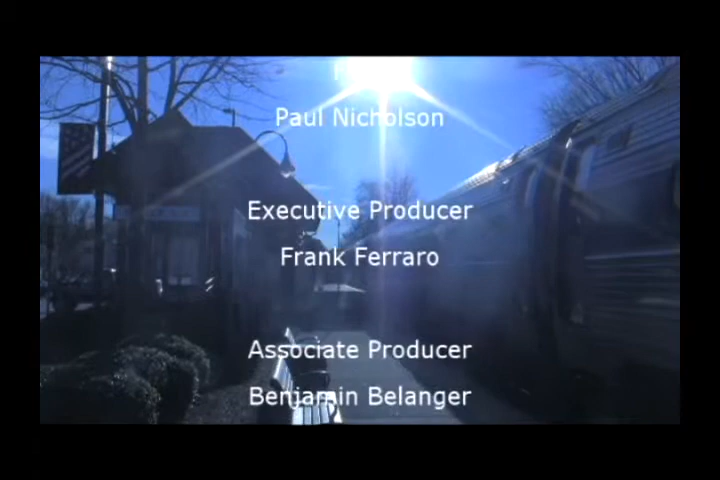 Paul Nicholson
Executive Producer
Frank Ferraro
Associate Producer
Benjamin Belanger